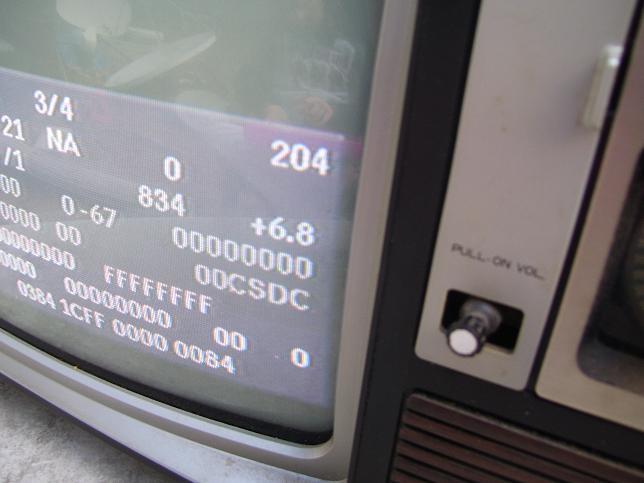 3/4
21 NA 0 204
/1 834
00 0-67 +6.8
0000 00 00000000
00000000 00CSDC
0000 FFFFFFFF
00000000 00 0
0384 1CFF 0000 0084
PULL-ON VOL.